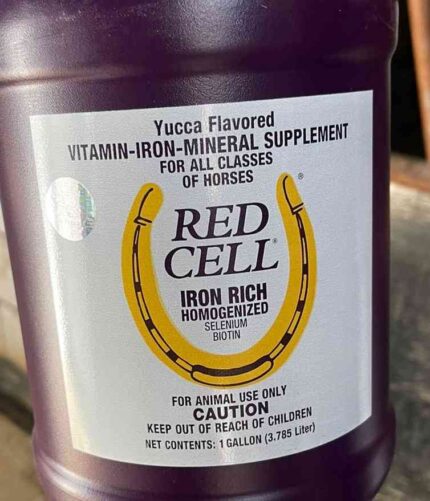 Yucca Flavored
VITAMIN-IRON-MINERAL SUPPLEMENT
FOR ALL CLASSES
OF HORSES
RED
CELL®
IRON RICH
HOMOGENIZED
SELENIUM
BIOTIN
®
FOR ANIMAL USE ONLY
CAUTION
KEEP OUT OF REACH OF CHILDREN
NET CONTENTS: 1 GALLON (3.785 Liter)